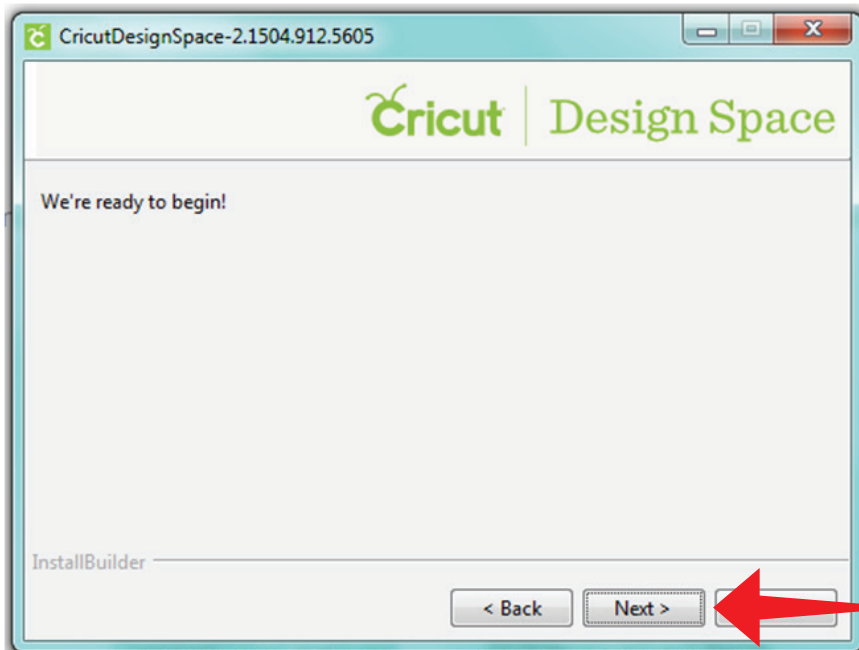 CricutDesignSpace-2.1504.912.5605
Cricut Design Space
We're ready to begin!
InstallBuilder
< Back Next >